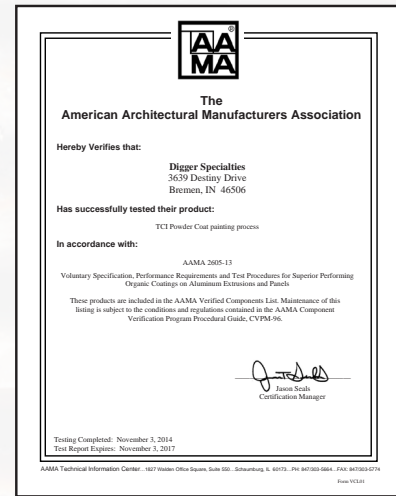 AA
MA
®
The
American Architectural Manufacturers Association
Hereby Verifies that:
Digger Specialties
3639 Destiny Drive
Bremen, IN 46506
Has successfully tested their product:
TCI Powder Coat painting process
In accordance with:
AAMA 2605-13
Voluntary Specification, Performance Requirements and Test Procedures for Superior Performing
Organic Coatings on Aluminum Extrusions and Panels
These products are included in the AAMA Verified Components List. Maintenance of this
listing is subject to the conditions and regulations contained in the AAMA Component
Verification Program Procedural Guide, CVPM-96.
Jason Seals
Certification Manager
Testing Completed: November 3, 2014
Test Report Expires: November 3, 2017
AAMA Technical Information Center... 1827 Walden Office Square, Suite 550... Schaumburg, IL 60173...PH: 847/303-5664...FAX: 847/303-5774
Form VCL01